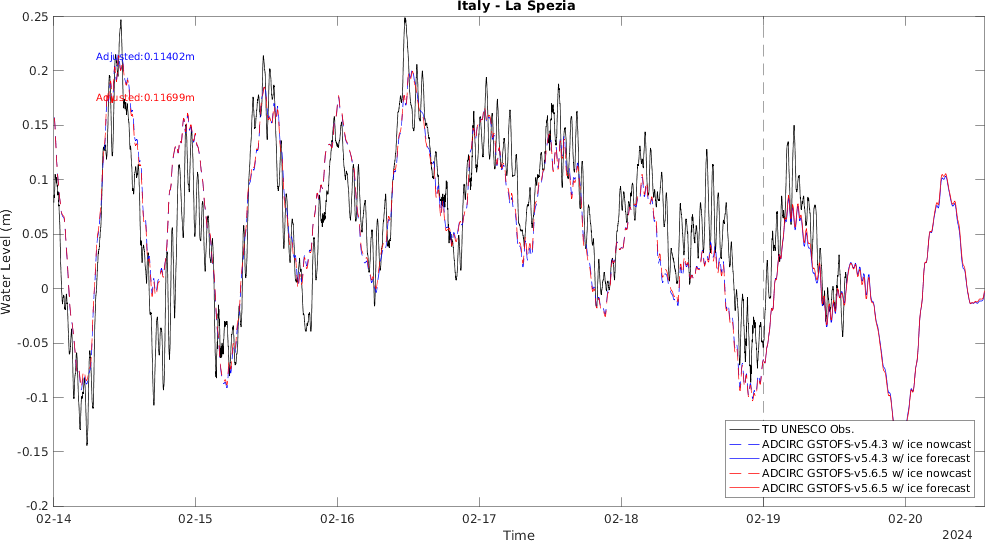 Italy - La Spezia
Water Level (m)
0.25
0.2
0.15
0.1
0.05
0
-0.05
-0.1
-0.15
-0.2
Adjusted:0.11402m
Adjusted:0.11699m
TD UNESCO Obs.
ADCIRC GSTOFS-v5.4.3 w/ ice nowcast
ADCIRC GSTOFS-v5.4.3 w/ ice forecast
ADCIRC GSTOFS-v5.6.5 w/ ice nowcast
ADCIRC GSTOFS-v5.6.5 w/ ice forecast
02-14 02-15 02-16 02-17 02-18 02-19 02-20
Time
2024